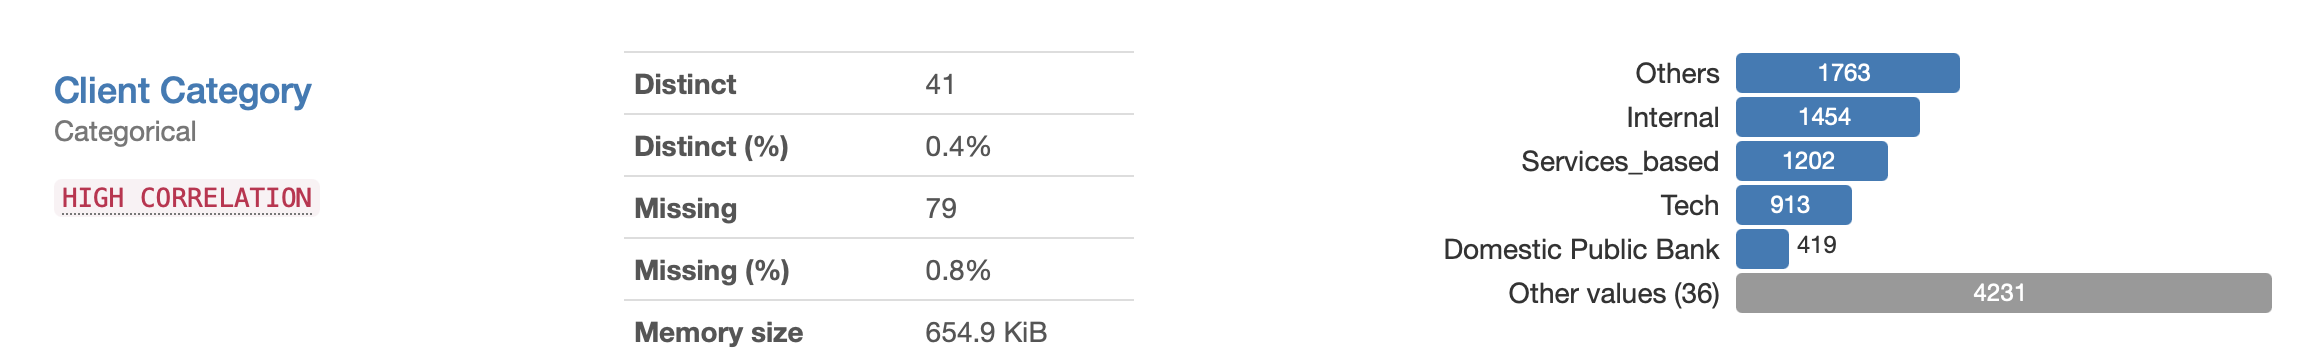 Client Category
Categorical
HIGH CORRELATION
Distinct 41
Distinct (%) 0.4%
Missing 79
Missing (%) 0.8%
Memory size 654.9 KiB
Others 1763
Internal 1454
Services_based 1202
Tech 913
Domestic Public Bank 419
Other values (36) 4231